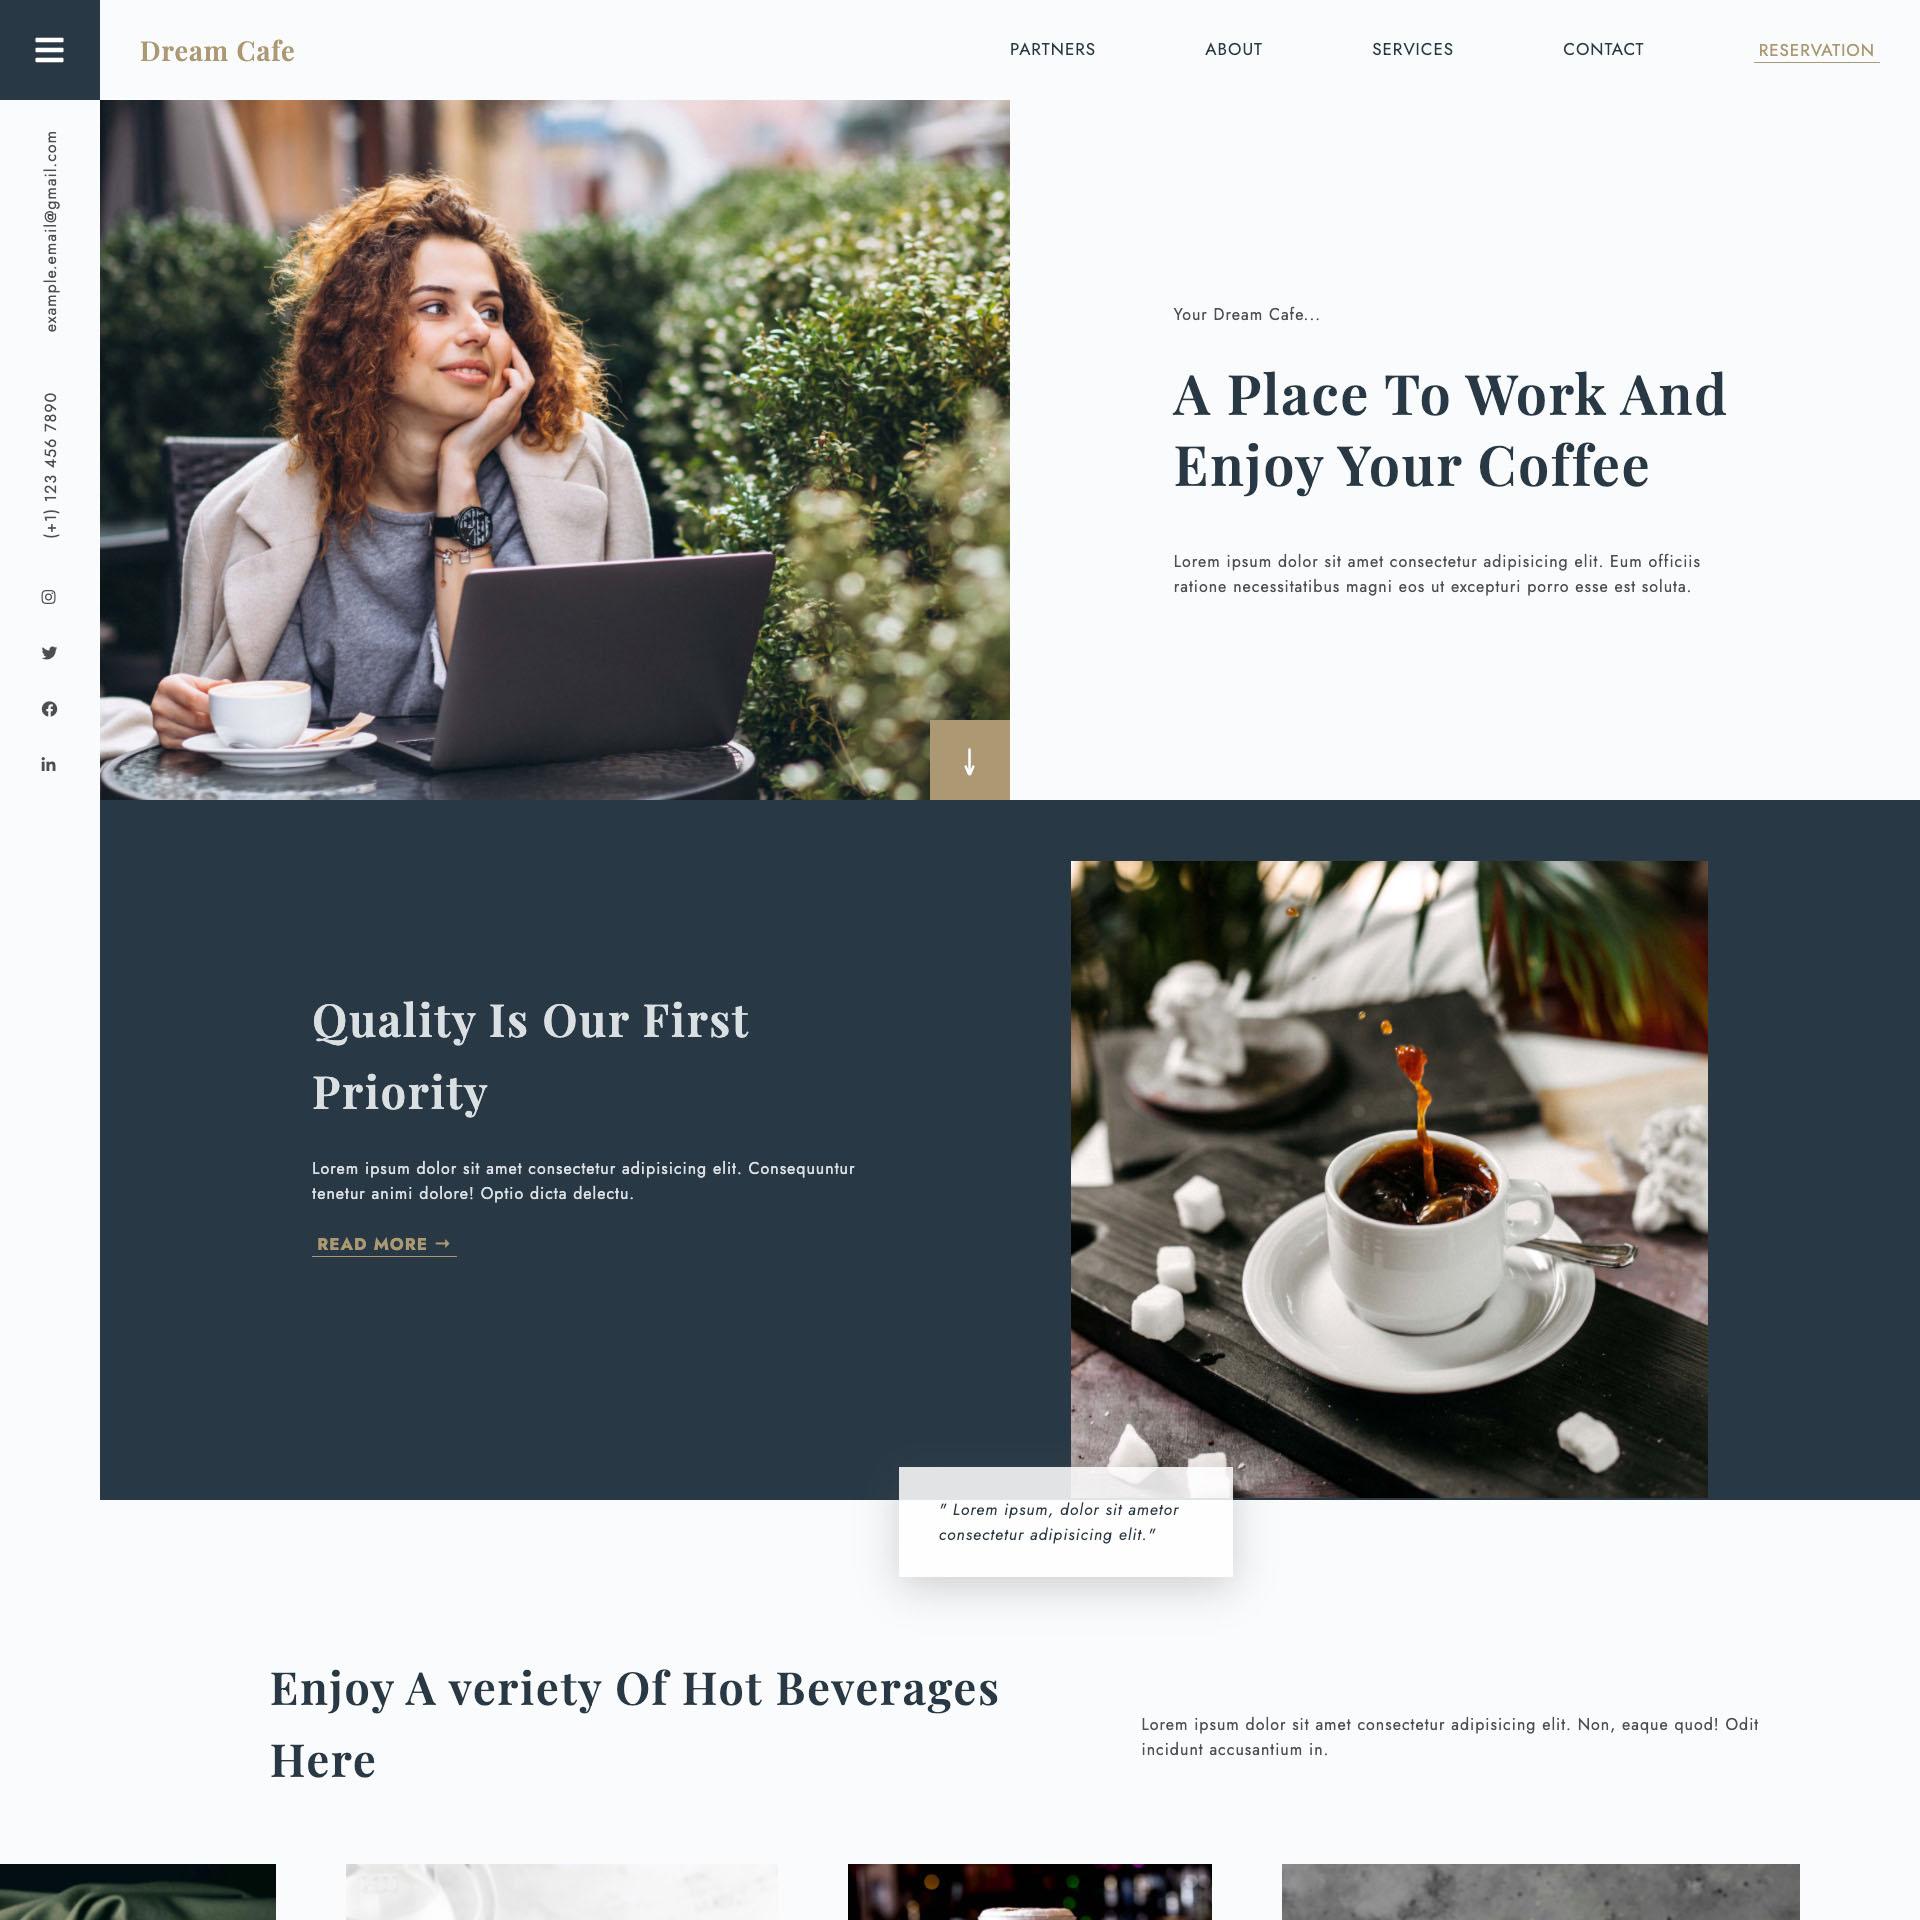 Dream Cafe
PARTNERS
ABOUT
SERVICES
CONTACT
RESERVATION
example.email@gmail.com
(+1) 123 456 7890
Your Dream Cafe...
A Place To Work And
Enjoy Your Coffee
Lorem ipsum dolor sit amet consectetur adipisicing elit. Eum officiis
ratione necessitatibus magni eos ut excepturi porro esse est soluta.
Quality Is Our First
Priority
Lorem ipsum dolor sit amet consectetur adipisicing elit. Consequuntur
tenetur animi dolore! Optio dicta delectu.
READ MORE →
" Lorem ipsum, dolor sit ametor
consectetur adipisicing elit."
Enjoy A veriety Of Hot Beverages
Here
Lorem ipsum dolor sit amet consectetur adipisicing elit. Non, eaque quod! Odit
incidunt accusantium in.